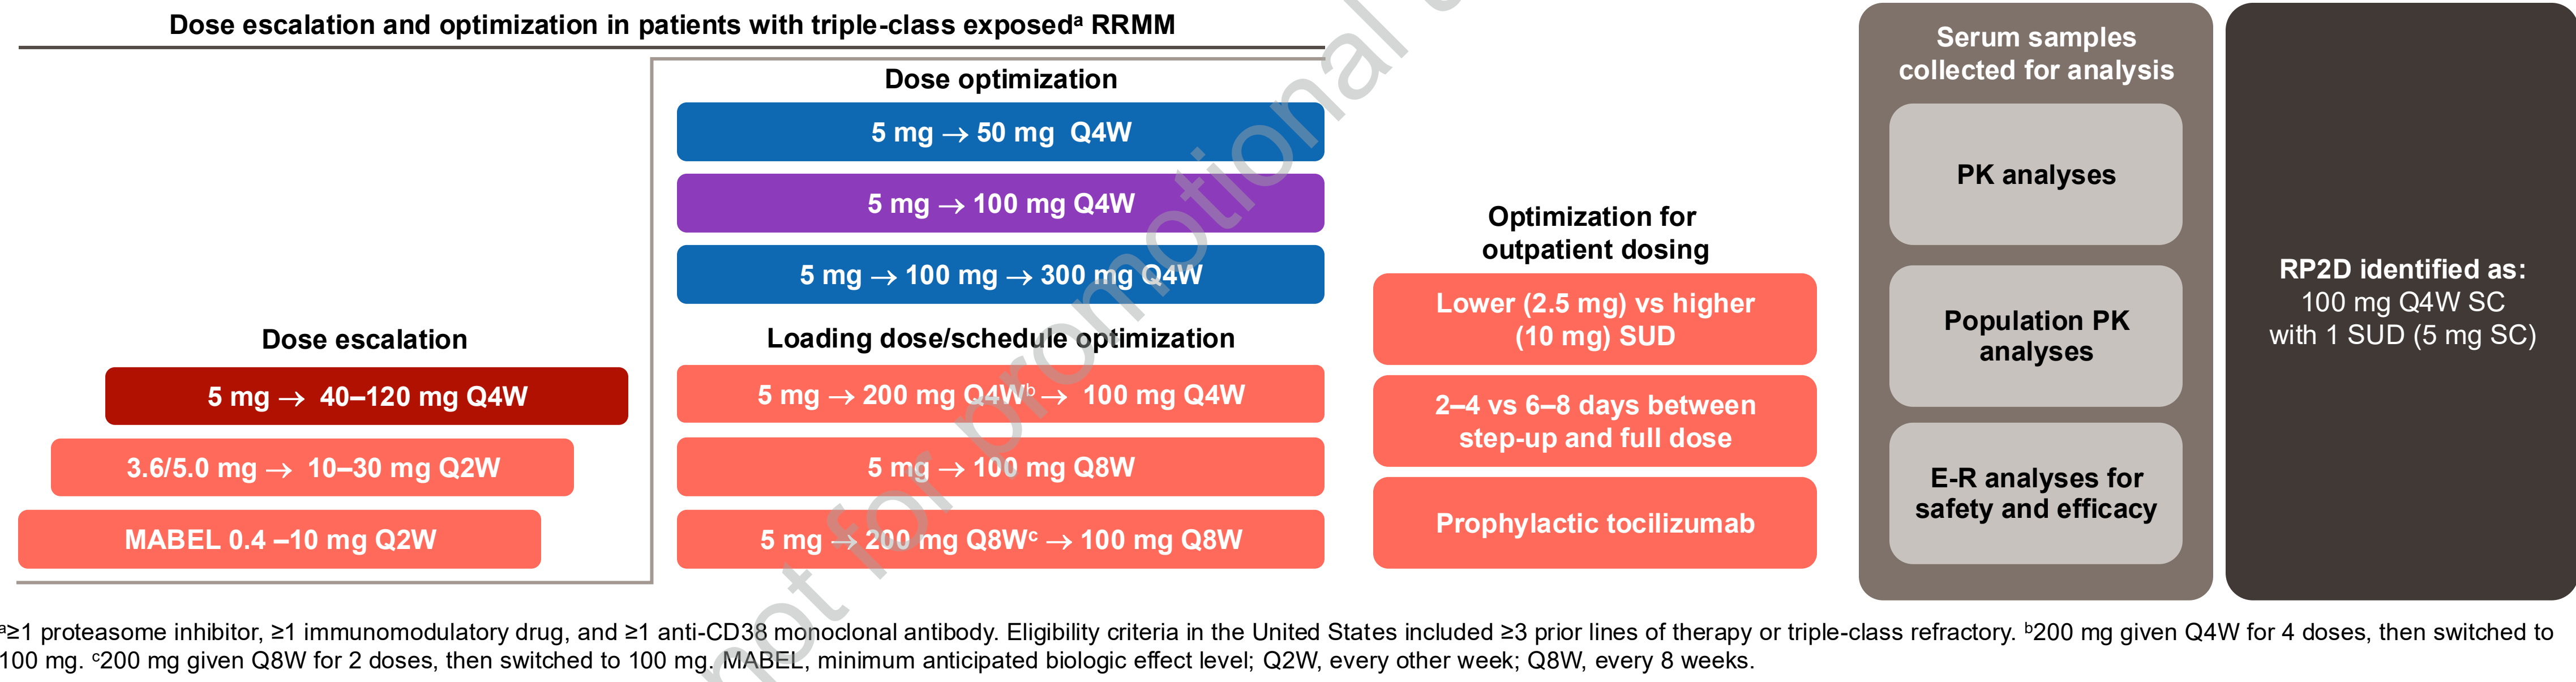 Dose escalation and optimization in patients with triple-class exposedᵃ RRMM
Dose escalation
5 mg → 40–120 mg Q4W
3.6/5.0 mg → 10–30 mg Q2W
MABEL 0.4 –10 mg Q2W
Dose optimization
5 mg → 50 mg Q4W
5 mg → 100 mg Q4W
5 mg → 100 mg → 300 mg Q4W
Loading dose/schedule optimization
5 mg → 200 mg Q4Wᵇ → 100 mg Q4W
5 mg → 100 mg Q8W
5 mg → 200 mg Q8Wᶜ → 100 mg Q8W
Optimization for
outpatient dosing
Lower (2.5 mg) vs higher
(10 mg) SUD
2–4 vs 6–8 days between
step-up and full dose
Prophylactic tocilizumab
Serum samples
collected for analysis
PK analyses
Population PK
analyses
E-R analyses for
safety and efficacy
RP2D identified as:
100 mg Q4W SC
with 1 SUD (5 mg SC)
ᵃ≥1 proteasome inhibitor, ≥1 immunomodulatory drug, and ≥1 anti-CD38 monoclonal antibody. Eligibility criteria in the United States included ≥3 prior lines of therapy or triple-class refractory. ᵇ200 mg given Q4W for 4 doses, then switched to
100 mg. ᶜ200 mg given Q8W for 2 doses, then switched to 100 mg. MABEL, minimum anticipated biologic effect level; Q2W, every other week; Q8W, every 8 weeks.
not for promotional